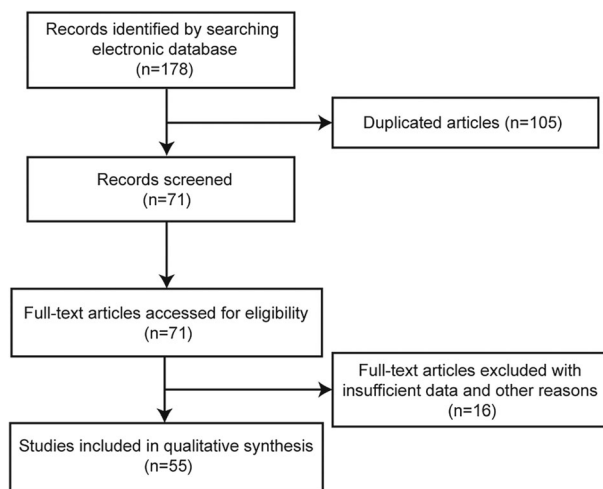 Records identified by searching
electronic database
(n=178)
Duplicated articles (n=105)
Records screened
(n=71)
Full-text articles accessed for eligibility
(n=71)
Full-text articles excluded with
insufficient data and other reasons
(n=16)
Studies included in qualitative synthesis
(n=55)